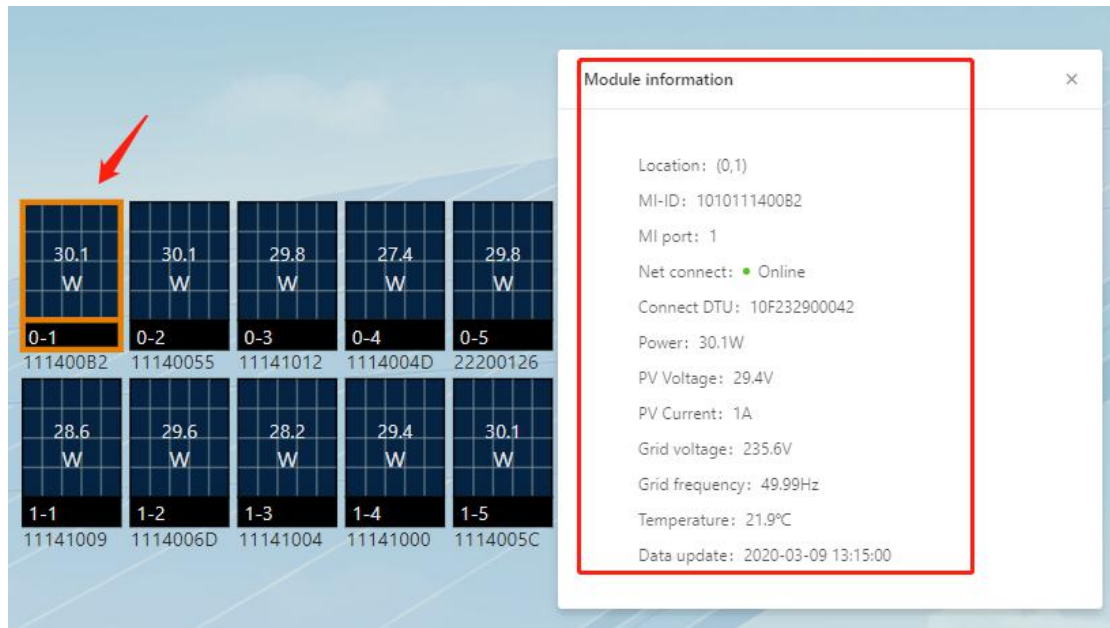 Module information
×
Location: (0,1)
MI-ID: 1010111400B2
MI port: 1
Net connect: • Online
Connect DTU: 10F232900042
Power: 30.1W
PV Voltage: 29.4V
PV Current: 1A
Grid voltage: 235.6V
Grid frequency: 49.99Hz
Temperature: 21.9℃
Data update: 2020-03-09 13:15:00
30.1 30.1 29.8 27.4 29.8
W W W W W
0-1 0-2 0-3 0-4 0-5
111400B2 11140055 11141012 1114004D 22200126
28.6 29.6 28.2 29.4 30.1
W W W W W
1-1 1-2 1-3 1-4 1-5
11141009 1114006D 11141004 11141000 1114005C